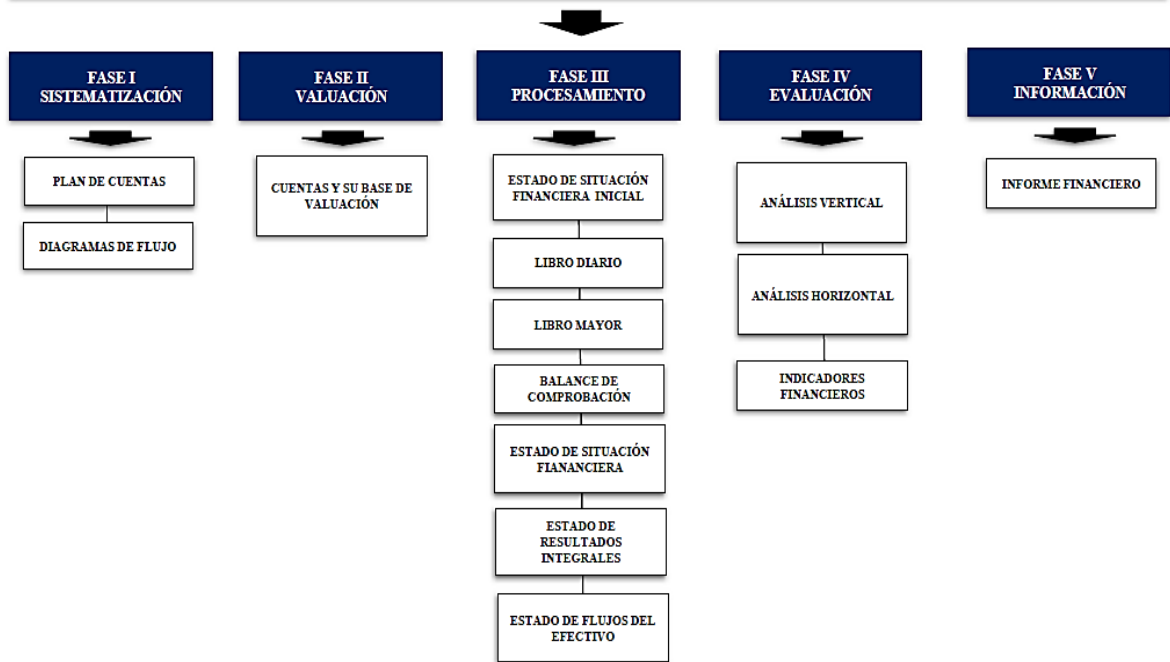 FASE I
SISTEMATIZACIÓN
PLAN DE CUENTAS
DIAGRAMAS DE FLUJO
FASE II
VALUACIÓN
CUENTAS Y SU BASE DE
VALUACIÓN
FASE III
PROCESAMIENTO
ESTADO DE SITUACIÓN
FINANCIERA INICIAL
LIBRO DIARIO
LIBRO MAYOR
BALANCE DE
COMPROBACIÓN
ESTADO DE SITUACIÓN
FIANANCIERA
ESTADO DE
RESULTADOS
INTEGRALES
ESTADO DE FLUJOS DEL
EFECTIVO
FASE IV
EVALUACIÓN
ANÁLISIS VERTICAL
ANÁLISIS HORIZONTAL
INDICADORES
FINANCIEROS
FASE V
INFORMACIÓN
INFORME FINANCIERO